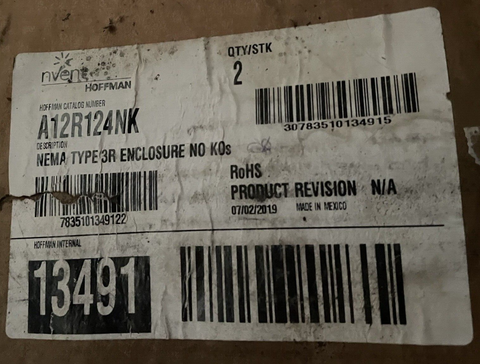 nvent
HOFFMAN
QTY/STK
2
HOFFMAN CATALOG NUMBER
A12R124NK
30783510134915
DESCRIPTION
NEMA TYPE 3R ENCLOSURE NO KOs
RoHS
PRODUCT REVISION N/A
7835101349122
07/02/2019 MADE IN MEXICO
HOFFMAN INTERNAL
13491